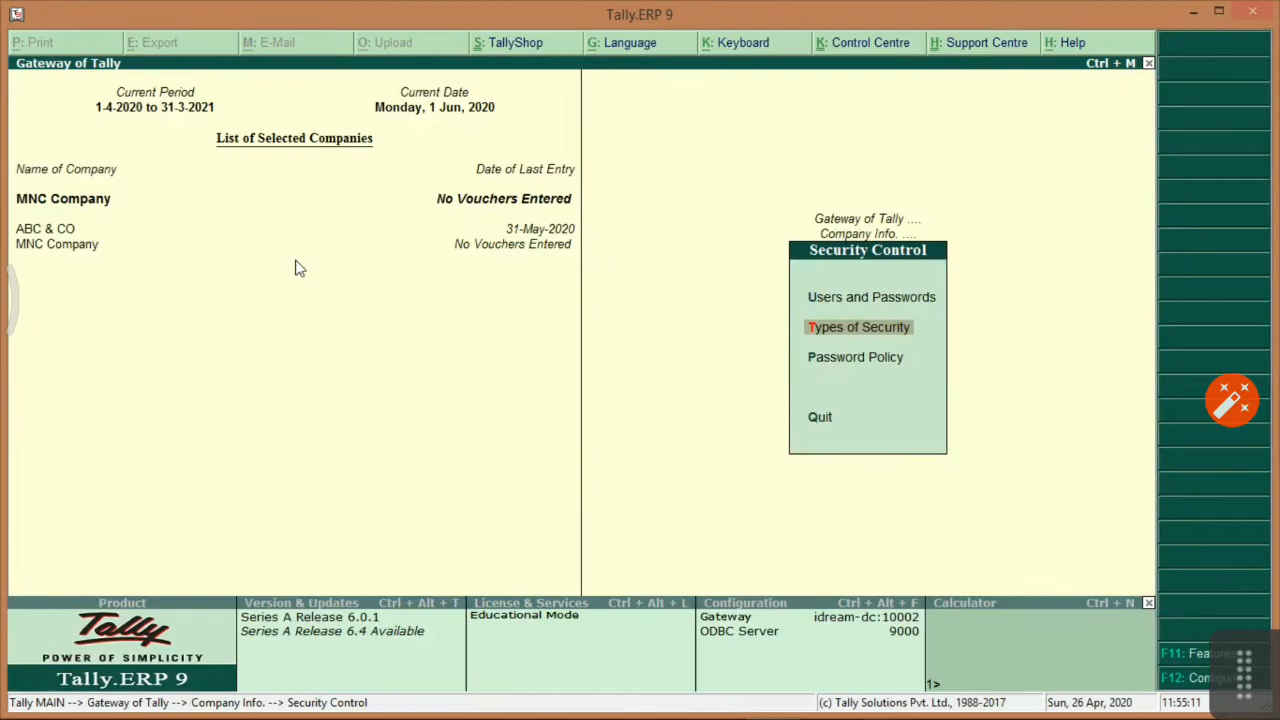 Tally.ERP 9
P: Print E: Export M: E-Mail O: Upload S: TallyShop G: Language K: Keyboard K: Control Centre H: Support Centre H: Help
Gateway of Tally Ctrl + M
Current Period Current Date
1-4-2020 to 31-3-2021 Monday, 1 Jun, 2020
List of Selected Companies
Name of Company Date of Last Entry
MNC Company No Vouchers Entered
ABC & CO 31-May-2020
MNC Company No Vouchers Entered
Gateway of Tally ....
Company Info. ....
Security Control
Users and Passwords
Types of Security
Password Policy
Quit
Product Version & Updates Ctrl + Alt + T License & Services Ctrl + Alt + L Configuration Ctrl + Alt + F Calculator Ctrl + N
Tally
POWER OF SIMPLICITY
Tally.ERP 9
Series A Release 6.0.1
Series A Release 6.4 Available
Educational Mode
Gateway idream-dc:10002
ODBC Server 9000
1>
F11: Features
F12: Config
Tally MAIN --> Gateway of Tally --> Company Info. --> Security Control (c) Tally Solutions Pvt. Ltd., 1988-2017 Sun, 26 Apr, 2020 11:55:11